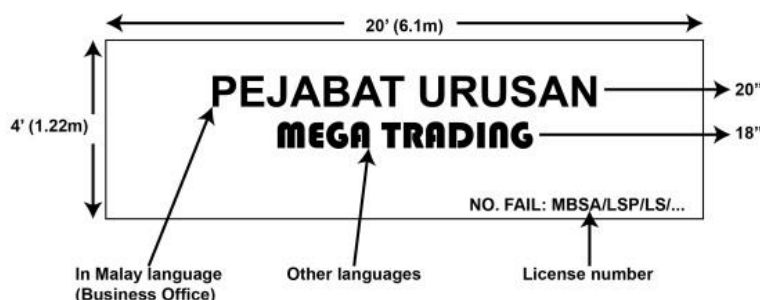 20' (6.1m)
4' (1.22m)
PEJABAT URUSAN
20"
MEGA TRADING
18"
NO. FAIL: MBSA/LSP/LS/...
In Malay language
(Business Office)
Other languages
License number